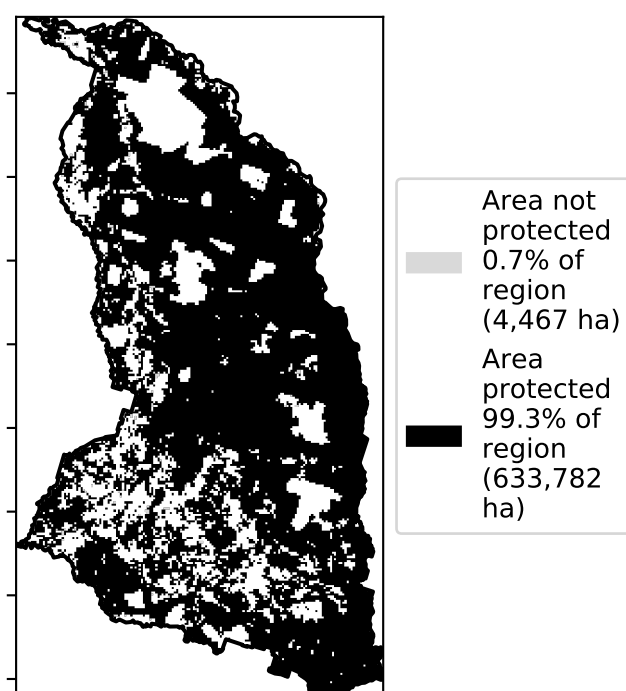 Area not
protected
0.7% of
region
(4,467 ha)
Area
protected
99.3% of
region
(633,782
ha)